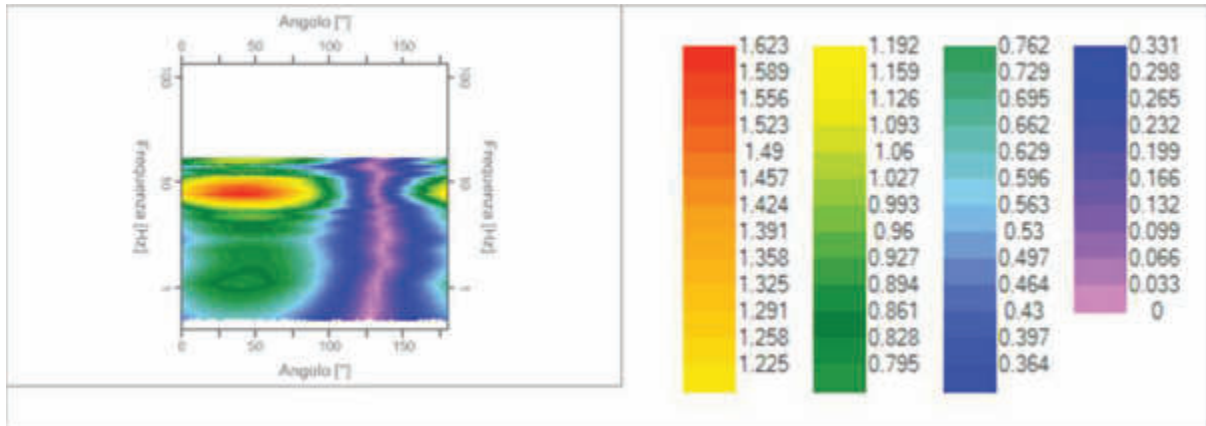 Angolo [°]
0 50 100 150
100 100
Frequenza [Hz] Frequenza [Hz]
10 10
1 1
0 50 100 150
Angolo [°]
1.623 1.192 0.762 0.331
1.589 1.159 0.729 0.298
1.556 1.126 0.695 0.265
1.523 1.093 0.662 0.232
1.49 1.06 0.629 0.199
1.457 1.027 0.596 0.166
1.424 0.993 0.563 0.132
1.391 0.96 0.53 0.099
1.358 0.927 0.497 0.066
1.325 0.894 0.464 0.033
1.291 0.861 0.43 0
1.258 0.828 0.397
1.225 0.795 0.364